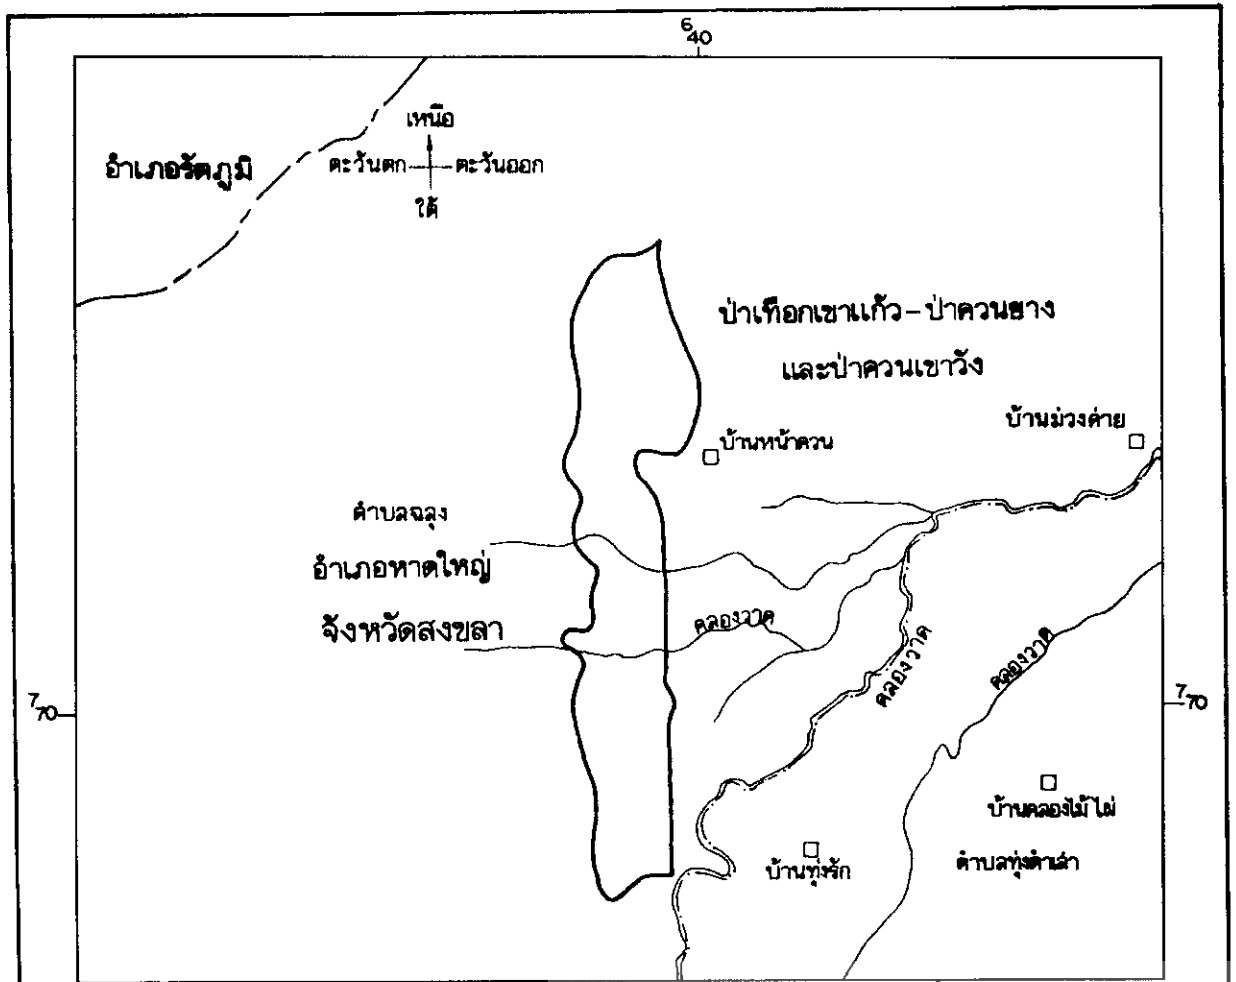 6 40
เหนือ
อำเภอรัตภูมิ
ตะวันตก ตะวันออก
ใต้
ป่าเทือกเขาแก้ว-ป่าควนยาง
และป่าควนเขาวัง
บ้านม่วงค่าย
บ้านหน้าควน
ตำบลฉลุง
อำเภอหาดใหญ่
จังหวัดสงขลา
คลองวาด
คลองวาด
คลองวาด
7 70
7 70
บ้านคลองไม้ไผ่
บ้านทุ่งรัก
ตำบลทุ่งตำเสา